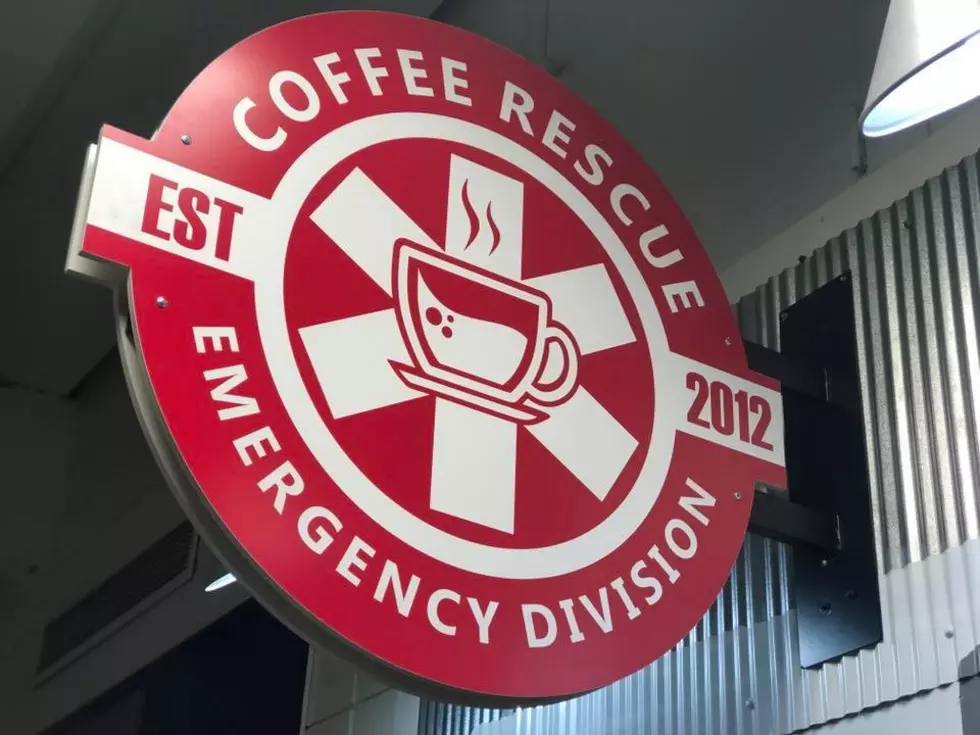 COFFEE RESCUE
EST
2012
EMERGENCY DIVISION